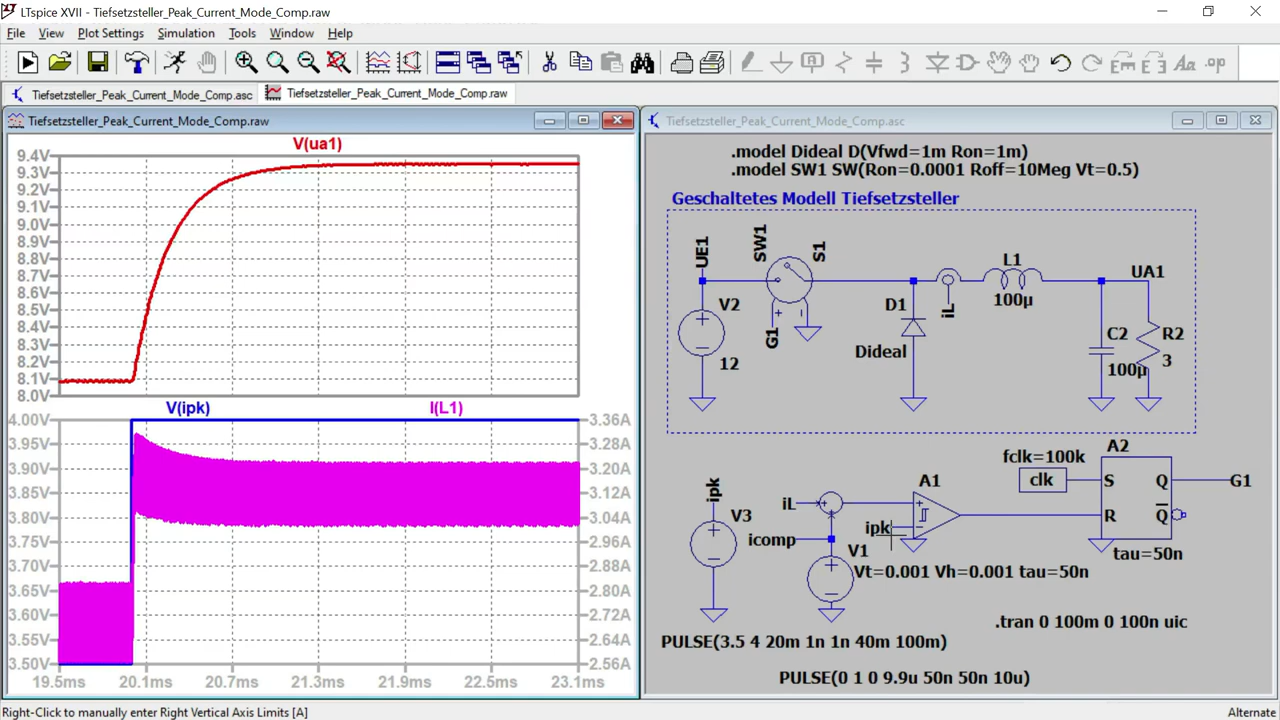 LTspice XVII - Tiefsetzsteller_Peak_Current_Mode_Comp.raw
File View Plot Settings Simulation Tools Window Help
Tiefsetzsteller_Peak_Current_Mode_Comp.asc Tiefsetzsteller_Peak_Current_Mode_Comp.raw
Tiefsetzsteller_Peak_Current_Mode_Comp.raw
V(ua1)
9.4V
9.3V
9.2V
9.1V
9.0V
8.9V
8.8V
8.7V
8.6V
8.5V
8.4V
8.3V
8.2V
8.1V
8.0V
V(ipk) I(L1)
4.00V 3.36A
3.95V 3.28A
3.90V 3.20A
3.85V 3.12A
3.80V 3.04A
3.75V 2.96A
3.70V 2.88A
3.65V 2.80A
3.60V 2.72A
3.55V 2.64A
3.50V 2.56A
19.5ms 20.1ms 20.7ms 21.3ms 21.9ms 22.5ms 23.1ms
Tiefsetzsteller_Peak_Current_Mode_Comp.asc
.model Dideal D(Vfwd=1m Ron=1m)
.model SW1 SW(Ron=0.0001 Roff=10Meg Vt=0.5)
Geschaltetes Modell Tiefsetzsteller
UE1
SW1
S1
L1
UA1
100µ
V2
G1
D1
iL
C2
R2
Dideal
12
100µ
3
A2
fclk=100k
clk
S Q
G1
R Q
tau=50n
A1
ipk
V3
iL
ipk
icomp
V1
Vt=0.001 Vh=0.001 tau=50n
.tran 0 100m 0 100n uic
PULSE(3.5 4 20m 1n 1n 40m 100m)
PULSE(0 1 0 9.9u 50n 50n 10u)
Right-Click to manually enter Right Vertical Axis Limits [A] Alternate